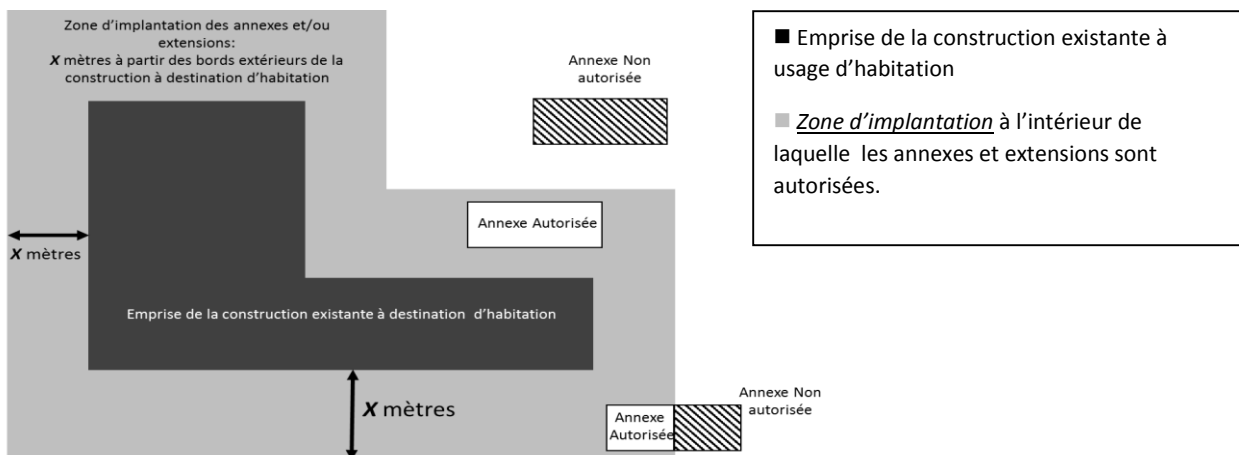 Zone d'implantation des annexes et/ou
extensions:
X mètres à partir des bords extérieurs de la
construction à destination d'habitation
Annexe Non
autorisée
Annexe Autorisée
X mètres
Emprise de la construction existante à destination d'habitation
X mètres
Annexe
Autorisée
Annexe Non
autorisée
Emprise de la construction existante à
usage d'habitation
Zone d'implantation à l'intérieur de
laquelle les annexes et extensions sont
autorisées.